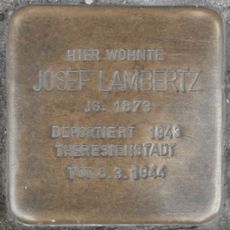 HIER WOHNTE
JOSEF LAMBERTZ
JG. 1873
DEPORTIERT 1943
THERESIENSTADT
TOT 8.3.1944